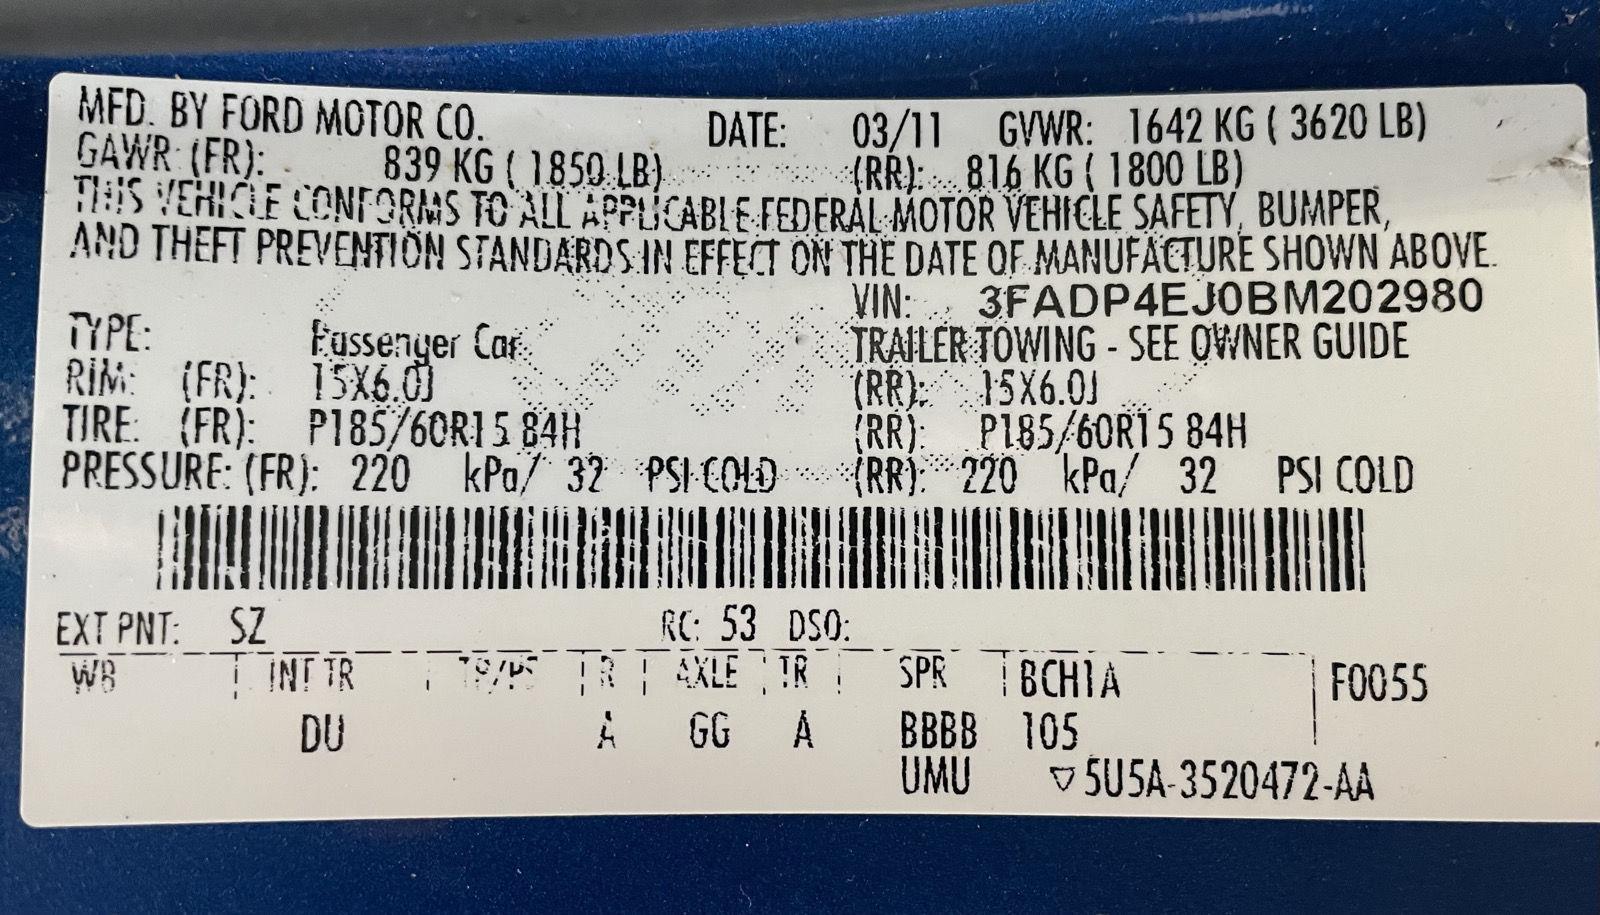 MFD. BY FORD MOTOR CO. DATE: 03/11 GVWR: 1642 KG ( 3620 LB)
GAWR (FR): 839 KG ( 1850 LB) (RR): 816 KG ( 1800 LB)
THIS VEHICLE CONFORMS TO ALL APPLICABLE FEDERAL MOTOR VEHICLE SAFETY, BUMPER,
AND THEFT PREVENTION STANDARDS IN EFFECT ON THE DATE OF MANUFACTURE SHOWN ABOVE.
VIN: 3FADP4EJ0BM202980
TYPE: Passenger Car TRAILER TOWING - SEE OWNER GUIDE
RIM: (FR): 15X6.0J (RR): 15X6.0J
TIRE: (FR): P185/60R15 84H (RR): P185/60R15 84H
PRESSURE: (FR): 220 kPa/ 32 PSI COLD (RR): 220 kPa/ 32 PSI COLD
EXT PNT: SZ RC: 53 DSO:
WB INT TR TP/PS R AXLE TR SPR BCH1A F0055
DU A GG A BBBB 105
UMU ▽5U5A-3520472-AA